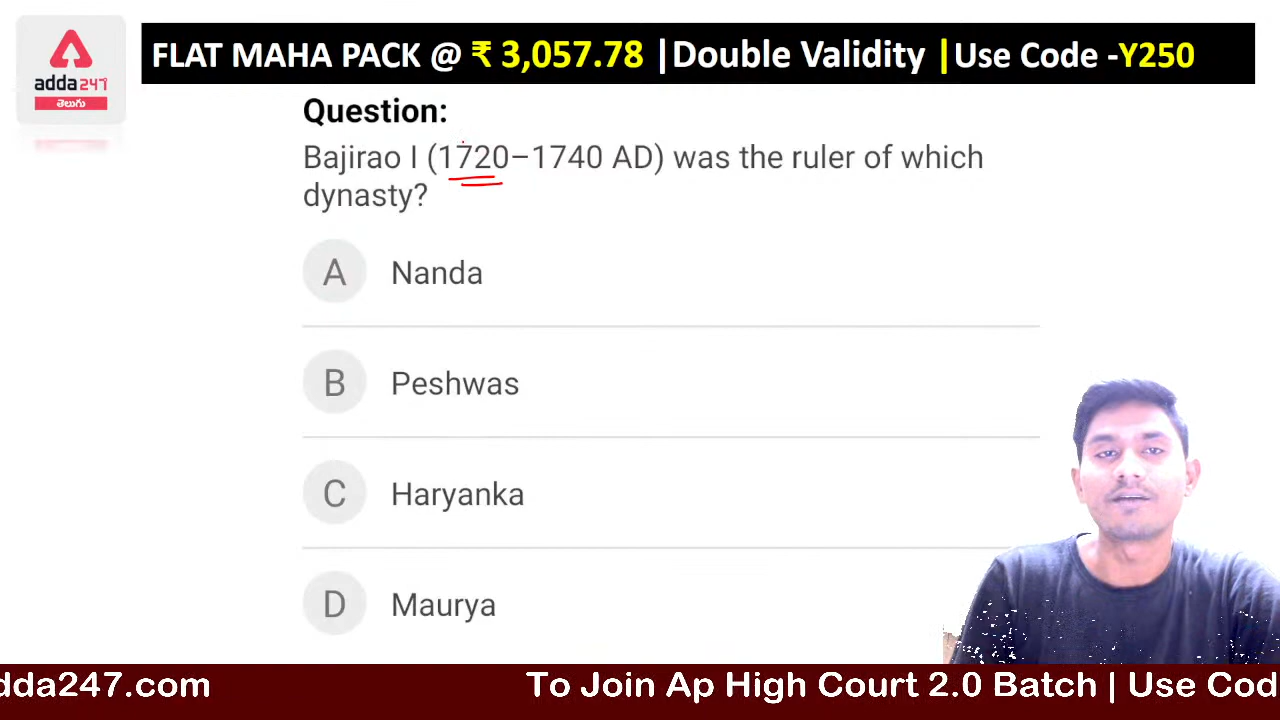 FLAT MAHA PACK @ ₹ 3,057.78 |Double Validity |Use Code -Y250
adda247
తెలుగు
Question:
Bajirao I (1720–1740 AD) was the ruler of which
dynasty?
A Nanda
B Peshwas
C Haryanka
D Maurya
dda247.com To Join Ap High Court 2.0 Batch | Use Cod